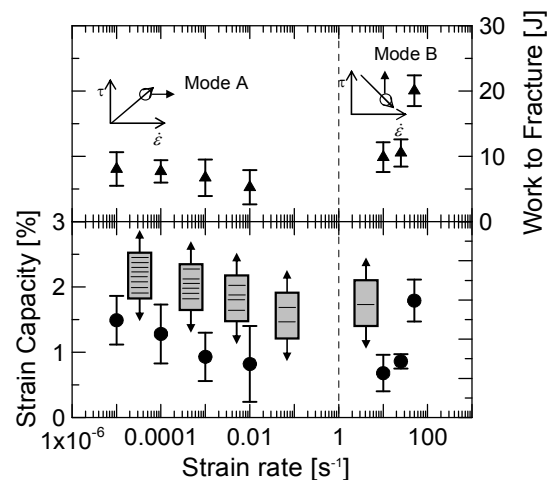 30
20
10
0
Work to Fracture [J]
Mode A
τ
ε̇
Mode B
τ
ε̇
3
2
1
0
Strain Capacity [%]
1x10⁻⁶
0.0001
0.01
1
100
Strain rate [s⁻¹]